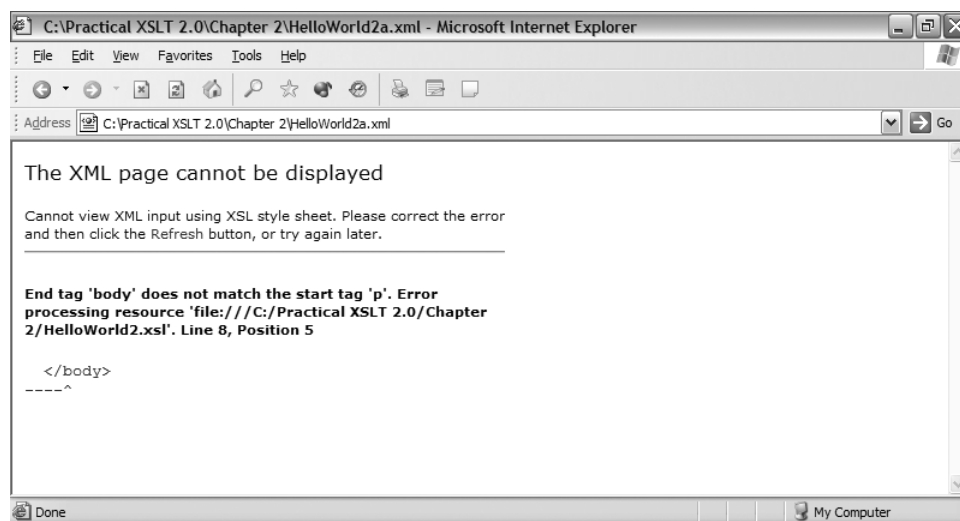 C:\Practical XSLT 2.0\Chapter 2\HelloWorld2a.xml - Microsoft Internet Explorer
File Edit View Favorites Tools Help
Address C:\Practical XSLT 2.0\Chapter 2\HelloWorld2a.xml Go
The XML page cannot be displayed
Cannot view XML input using XSL style sheet. Please correct the error
and then click the Refresh button, or try again later.
End tag 'body' does not match the start tag 'p'. Error
processing resource 'file:///C:/Practical XSLT 2.0/Chapter
2/HelloWorld2.xsl'. Line 8, Position 5
</body>
----^
Done My Computer